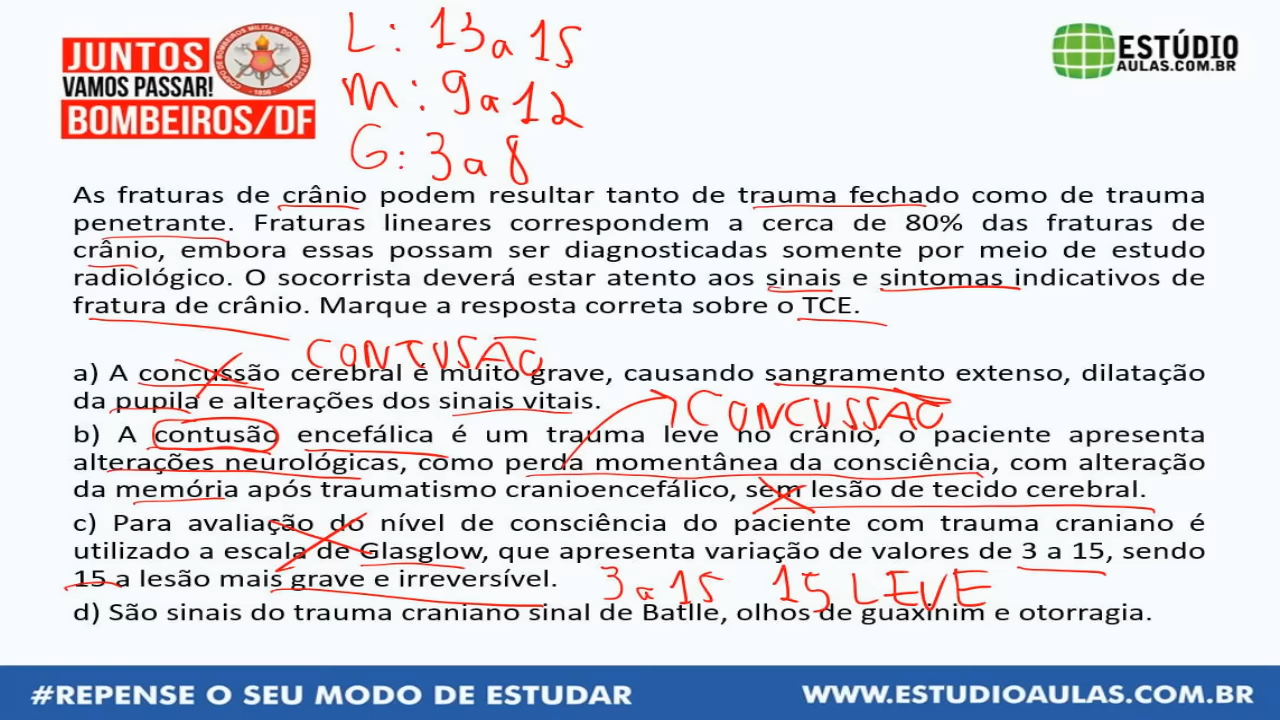 JUNTOS
VAMOS PASSAR!
BOMBEIROS/DF
CORPO DE BOMBEIROS MILITAR DO DISTRITO FEDERAL
1856
L: 13 a 15
M: 9 a 12
G: 3 a 8
ESTÚDIO
AULAS.COM.BR
As fraturas de crânio podem resultar tanto de trauma fechado como de trauma
penetrante. Fraturas lineares correspondem a cerca de 80% das fraturas de
crânio, embora essas possam ser diagnosticadas somente por meio de estudo
radiológico. O socorrista deverá estar atento aos sinais e sintomas indicativos de
fratura de crânio. Marque a resposta correta sobre o TCE.
CONTUSÃO
a) A concussão cerebral é muito grave, causando sangramento extenso, dilatação
da pupila e alterações dos sinais vitais.
CONCUSSÃO
b) A contusão encefálica é um trauma leve no crânio, o paciente apresenta
alterações neurológicas, como perda momentânea da consciência, com alteração
da memória após traumatismo cranioencefálico, sem lesão de tecido cerebral.
c) Para avaliação do nível de consciência do paciente com trauma craniano é
utilizado a escala de Glasglow, que apresenta variação de valores de 3 a 15, sendo
15 a lesão mais grave e irreversível.
3 a 15 15 LEVE
d) São sinais do trauma craniano sinal de Batlle, olhos de guaxinim e otorragia.
#REPENSE O SEU MODO DE ESTUDAR
WWW.ESTUDIOAULAS.COM.BR